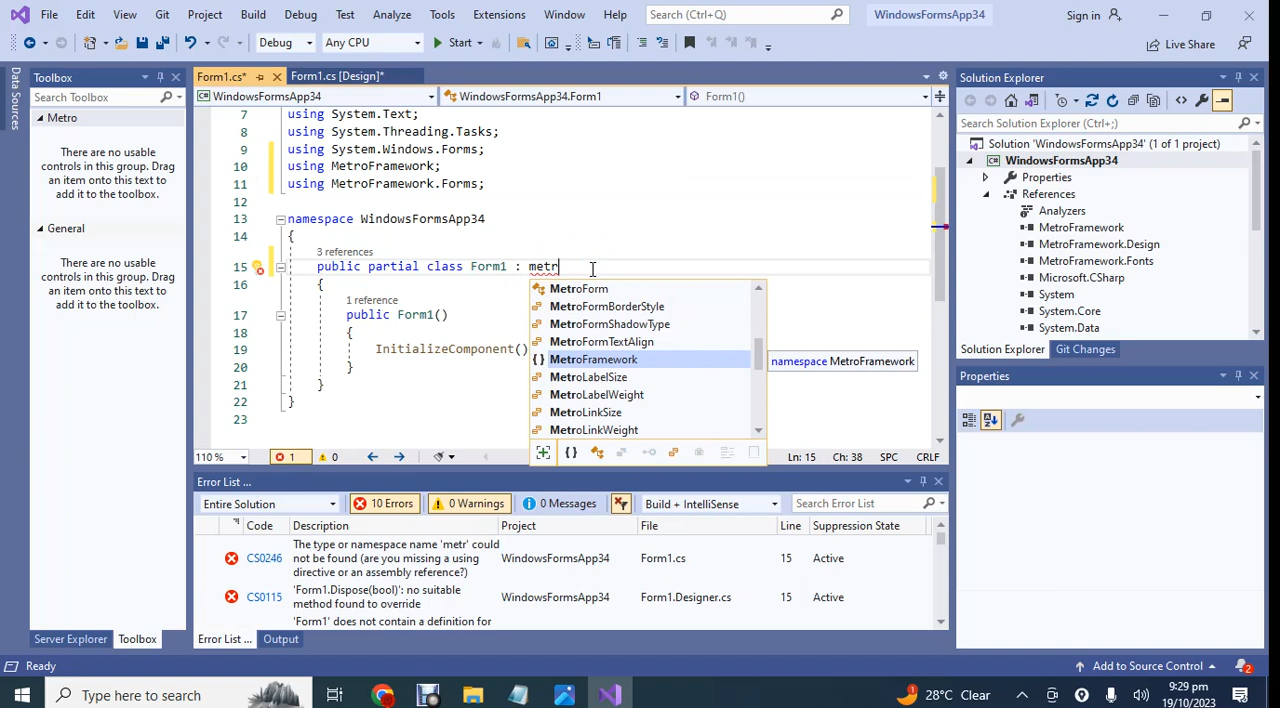 File Edit View Git Project Build Debug Test Analyze Tools Extensions Window Help Search (Ctrl+Q) WindowsFormsApp34 Sign in
Debug Any CPU Start Live Share
Data Sources
Toolbox
Search Toolbox
Metro
There are no usable
controls in this group. Drag
an item onto this text to
add it to the toolbox.
General
There are no usable
controls in this group. Drag
an item onto this text to
add it to the toolbox.
Server Explorer Toolbox
Form1.cs* Form1.cs [Design]*
WindowsFormsApp34 WindowsFormsApp34.Form1 Form1()
7 using System.Text;
8 using System.Threading.Tasks;
9 using System.Windows.Forms;
10 using MetroFramework;
11 using MetroFramework.Forms;
12
13 namespace WindowsFormsApp34
14 {
3 references
15 public partial class Form1 : metr
16 {
1 reference
17 public Form1()
18 {
19 InitializeComponent()
20 }
21 }
22 }
23
MetroForm
MetroFormBorderStyle
MetroFormShadowType
MetroFormTextAlign
{ } MetroFramework
MetroLabelSize
MetroLabelWeight
MetroLinkSize
MetroLinkWeight
namespace MetroFramework
110 % 1 0 Ln: 15 Ch: 38 SPC CRLF
Error List ...
Entire Solution 10 Errors 0 Warnings 0 Messages Build + IntelliSense Search Error List
Code Description Project File Line Suppression State
CS0246 The type or namespace name 'metr' could
not be found (are you missing a using
directive or an assembly reference?) WindowsFormsApp34 Form1.cs 15 Active
CS0115 'Form1.Dispose(bool)': no suitable
method found to override WindowsFormsApp34 Form1.Designer.cs 15 Active
'Form1' does not contain a definition for
Error List ... Output
Solution Explorer
Search Solution Explorer (Ctrl+;)
Solution 'WindowsFormsApp34' (1 of 1 project)
WindowsFormsApp34
Properties
References
Analyzers
MetroFramework
MetroFramework.Design
MetroFramework.Fonts
Microsoft.CSharp
System
System.Core
System.Data
Solution Explorer Git Changes
Properties
Ready Add to Source Control 2
Type here to search 28°C Clear 9:29 pm
19/10/2023